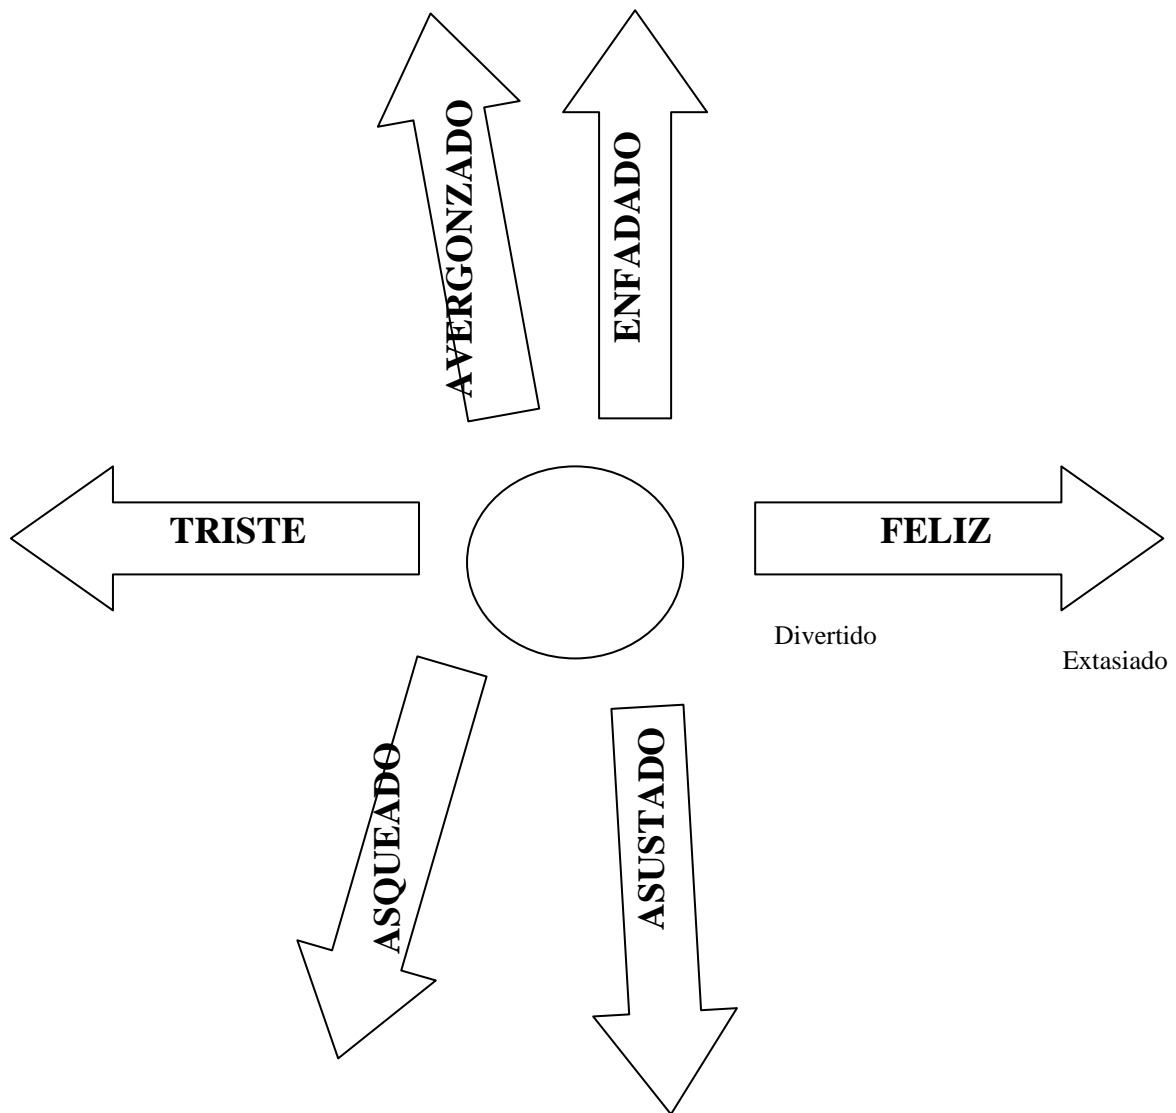 AVERGONZADO
ENFADADO
TRISTE
FELIZ
Divertido
Extasiado
ASQUEADO
ASUSTADO